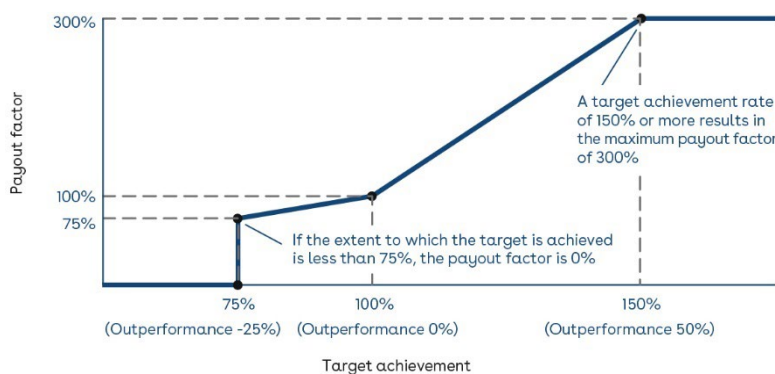 300%
Payout factor
A target achievement rate
of 150% or more results in
the maximum payout factor
of 300%
100%
75%
If the extent to which the target is achieved
is less than 75%, the payout factor is 0%
75%
100%
150%
(Outperformance -25%)
(Outperformance 0%)
(Outperformance 50%)
Target achievement